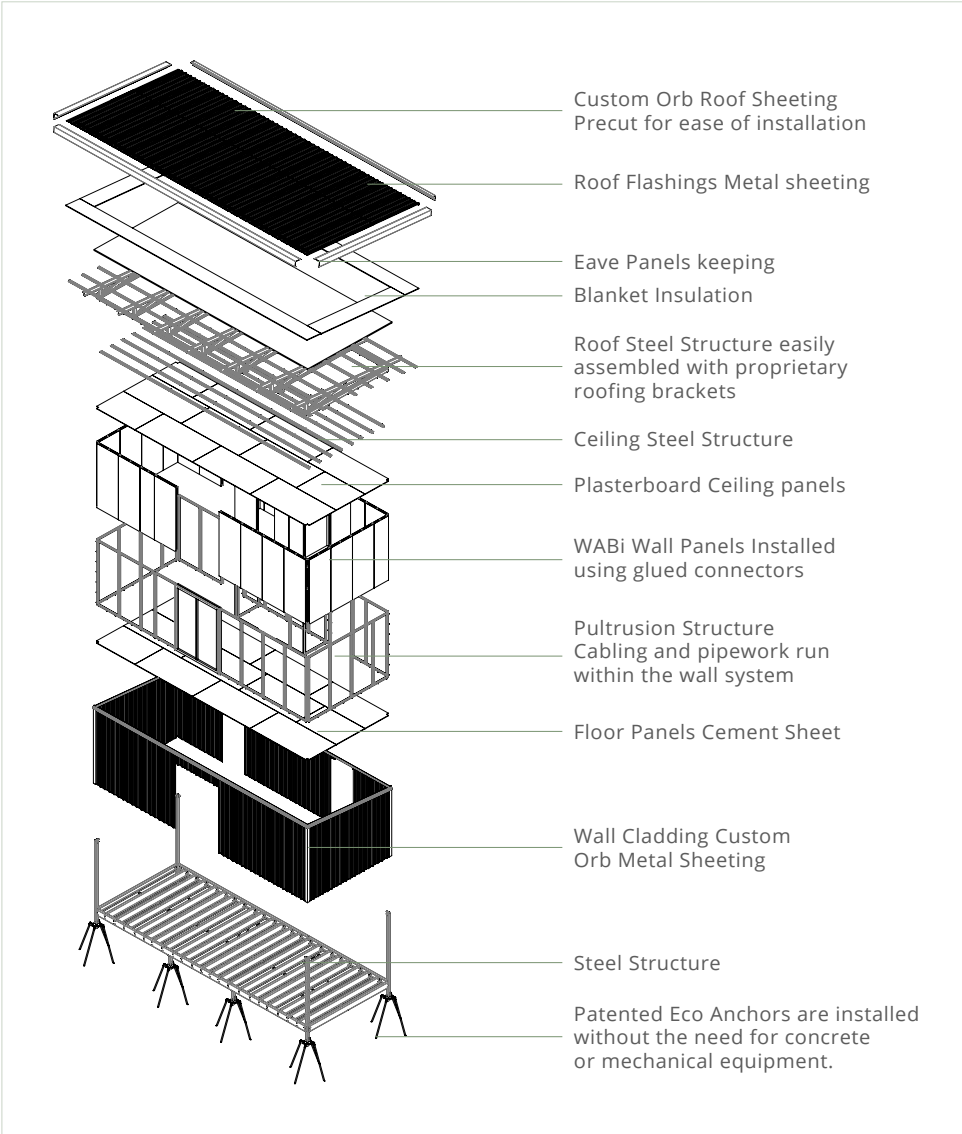 Custom Orb Roof Sheeting
Precut for ease of installation
Roof Flashings Metal sheeting
Eave Panels keeping
Blanket Insulation
Roof Steel Structure easily
assembled with proprietary
roofing brackets
Ceiling Steel Structure
Plasterboard Ceiling panels
WABi Wall Panels Installed
using glued connectors
Pultrusion Structure
Cabling and pipework run
within the wall system
Floor Panels Cement Sheet
Wall Cladding Custom
Orb Metal Sheeting
Steel Structure
Patented Eco Anchors are installed
without the need for concrete
or mechanical equipment.